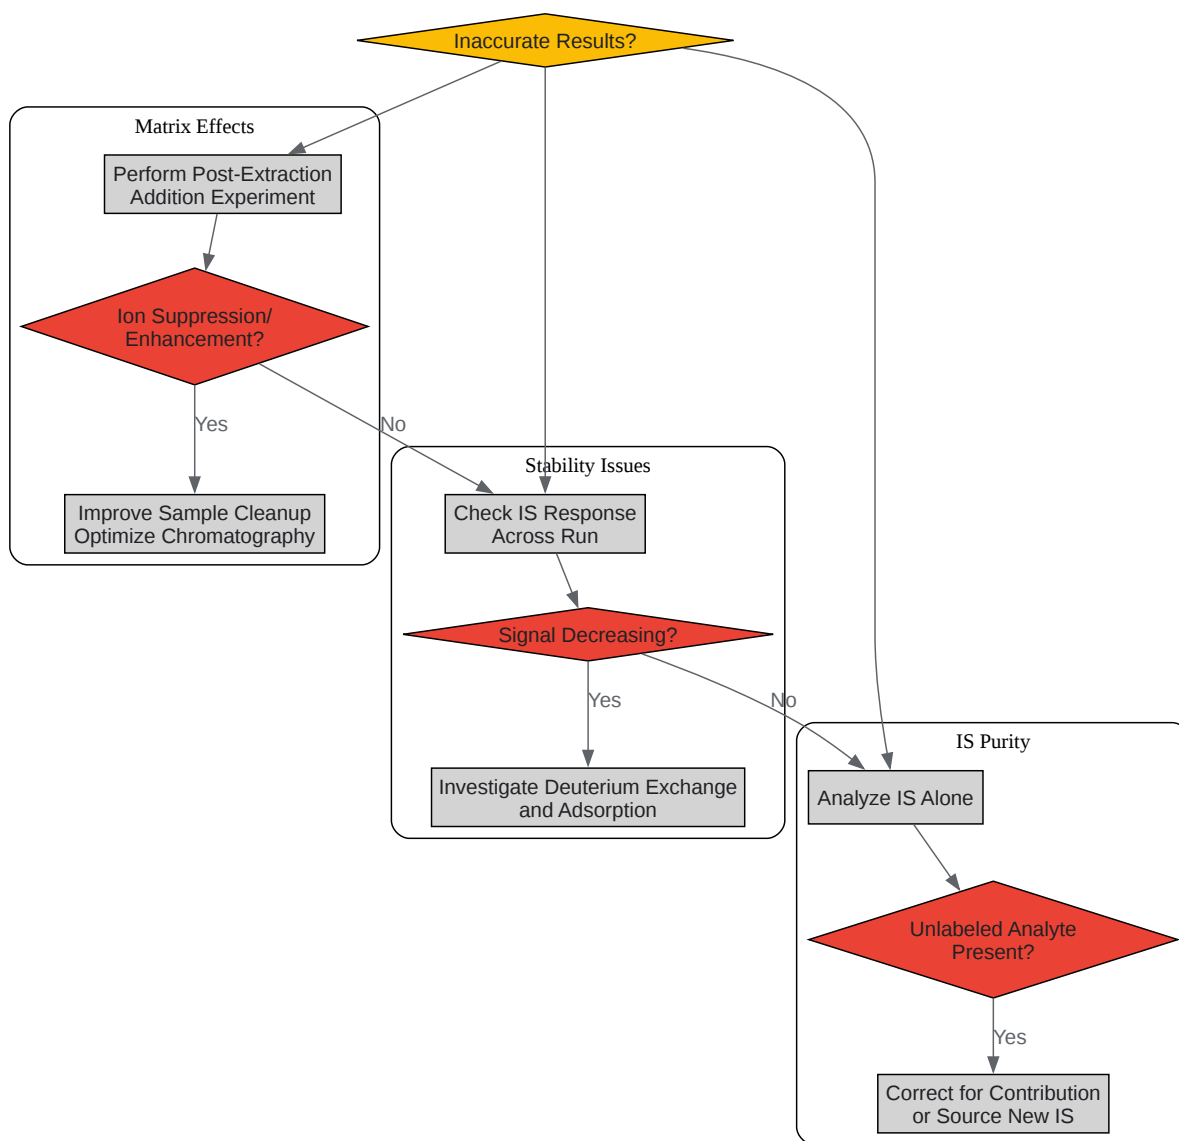 Inaccurate Results?
Matrix Effects
Perform Post-Extraction
Addition Experiment
Ion Suppression/
Enhancement?
Yes
No
Improve Sample Cleanup
Optimize Chromatography
Stability Issues
Check IS Response
Across Run
Signal Decreasing?
Yes
No
Investigate Deuterium Exchange
and Adsorption
IS Purity
Analyze IS Alone
Unlabeled Analyte
Present?
Yes
Correct for Contribution
or Source New IS